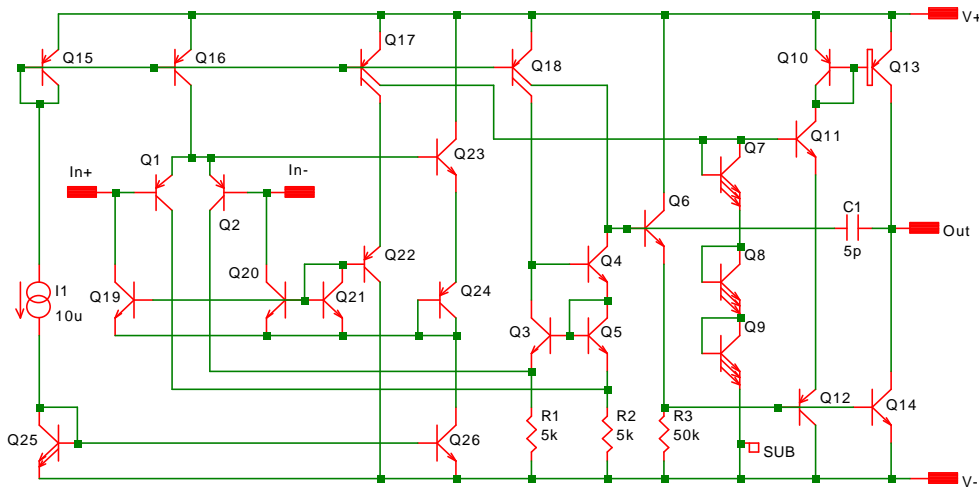 V+
Q15
Q16
Q17
Q18
Q10
Q13
Q11
Q23
Q7
Q1
In+
In-
Q2
Q6
C1
5p
Out
Q22
Q4
Q8
Q20
Q21
Q24
Q19
I1
10u
Q3
Q5
Q9
Q12
Q14
R1
5k
R2
5k
R3
50k
Q25
Q26
SUB
V-